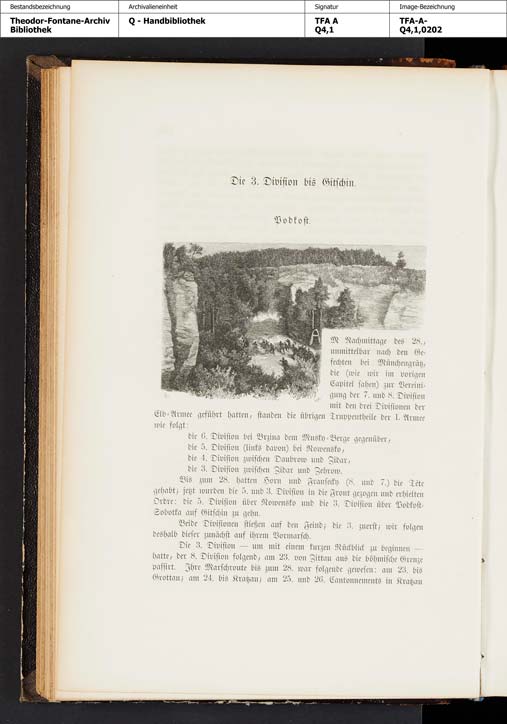 Bestandsbezeichnung
Archivalieneinheit
Signatur
Image-Bezeichnung
Theodor-Fontane-Archiv
Bibliothek
Q - Handbibliothek
TFA A
Q4,1
TFA-A-
Q4,1,0202
Die 3. Division bis Gitschin.
Podkost.
AM Nachmittage des 28.,
unmittelbar nach den Ge-
fechten bei Münchengrätz,
die (wie wir im vorigen
Capitel sahen) zur Vereini-
gung der 7. und 8. Division
mit den drei Divisionen der
Elb-Armee geführt hatten, standen die übrigen Truppentheile der 1. Armee
wie folgt:
die 6. Division bei Brzina dem Musky-Berge gegenüber,
die 5. Division (links davon) bei Rowensko,
die 4. Division zwischen Daubrow und Zdar,
die 3. Division zwischen Zdar und Zehrow.
Bis zum 28. hatten Horn und Fransecky (8. und 7.) die Tête
gehabt; jetzt wurden die 5. und 3. Division in die Front gezogen und erhielten
Ordre: die 5. Division über Rowensko und die 3. Division über Podkost-
Sobotka auf Gitschin zu gehn.
Beide Divisionen stießen auf den Feind; die 3. zuerst; wir folgen
deshalb dieser zunächst auf ihrem Vormarsch.
Die 3. Division — um mit einem kurzen Rückblick zu beginnen —
hatte, der 8. Division folgend, am 23. von Zittau aus die böhmische Grenze
passirt. Ihre Marschroute bis zum 28. war folgende gewesen: am 23. bis
Grottau; am 24. bis Kratzau; am 25. und 26. Cantonnements in Kratzau